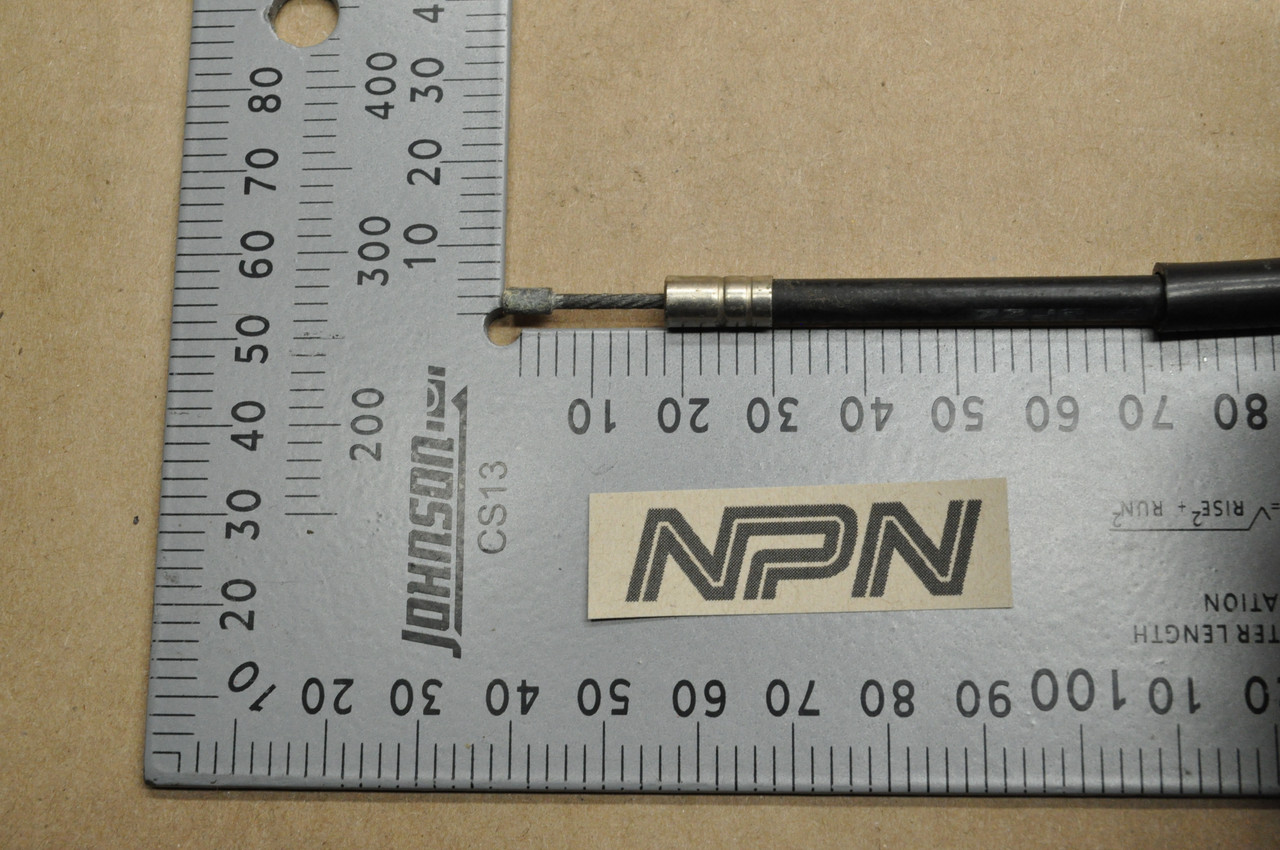 4
80 400 30
70 20
60 300 10
50
40 200
30
20
JOHNSON
CS13
10 20 30 40 50 60 70 80
NPN
=√ RISE² + RUN²
TER LENGTH
ATION
10 20 30 40 50 60 70 80 90 100 10